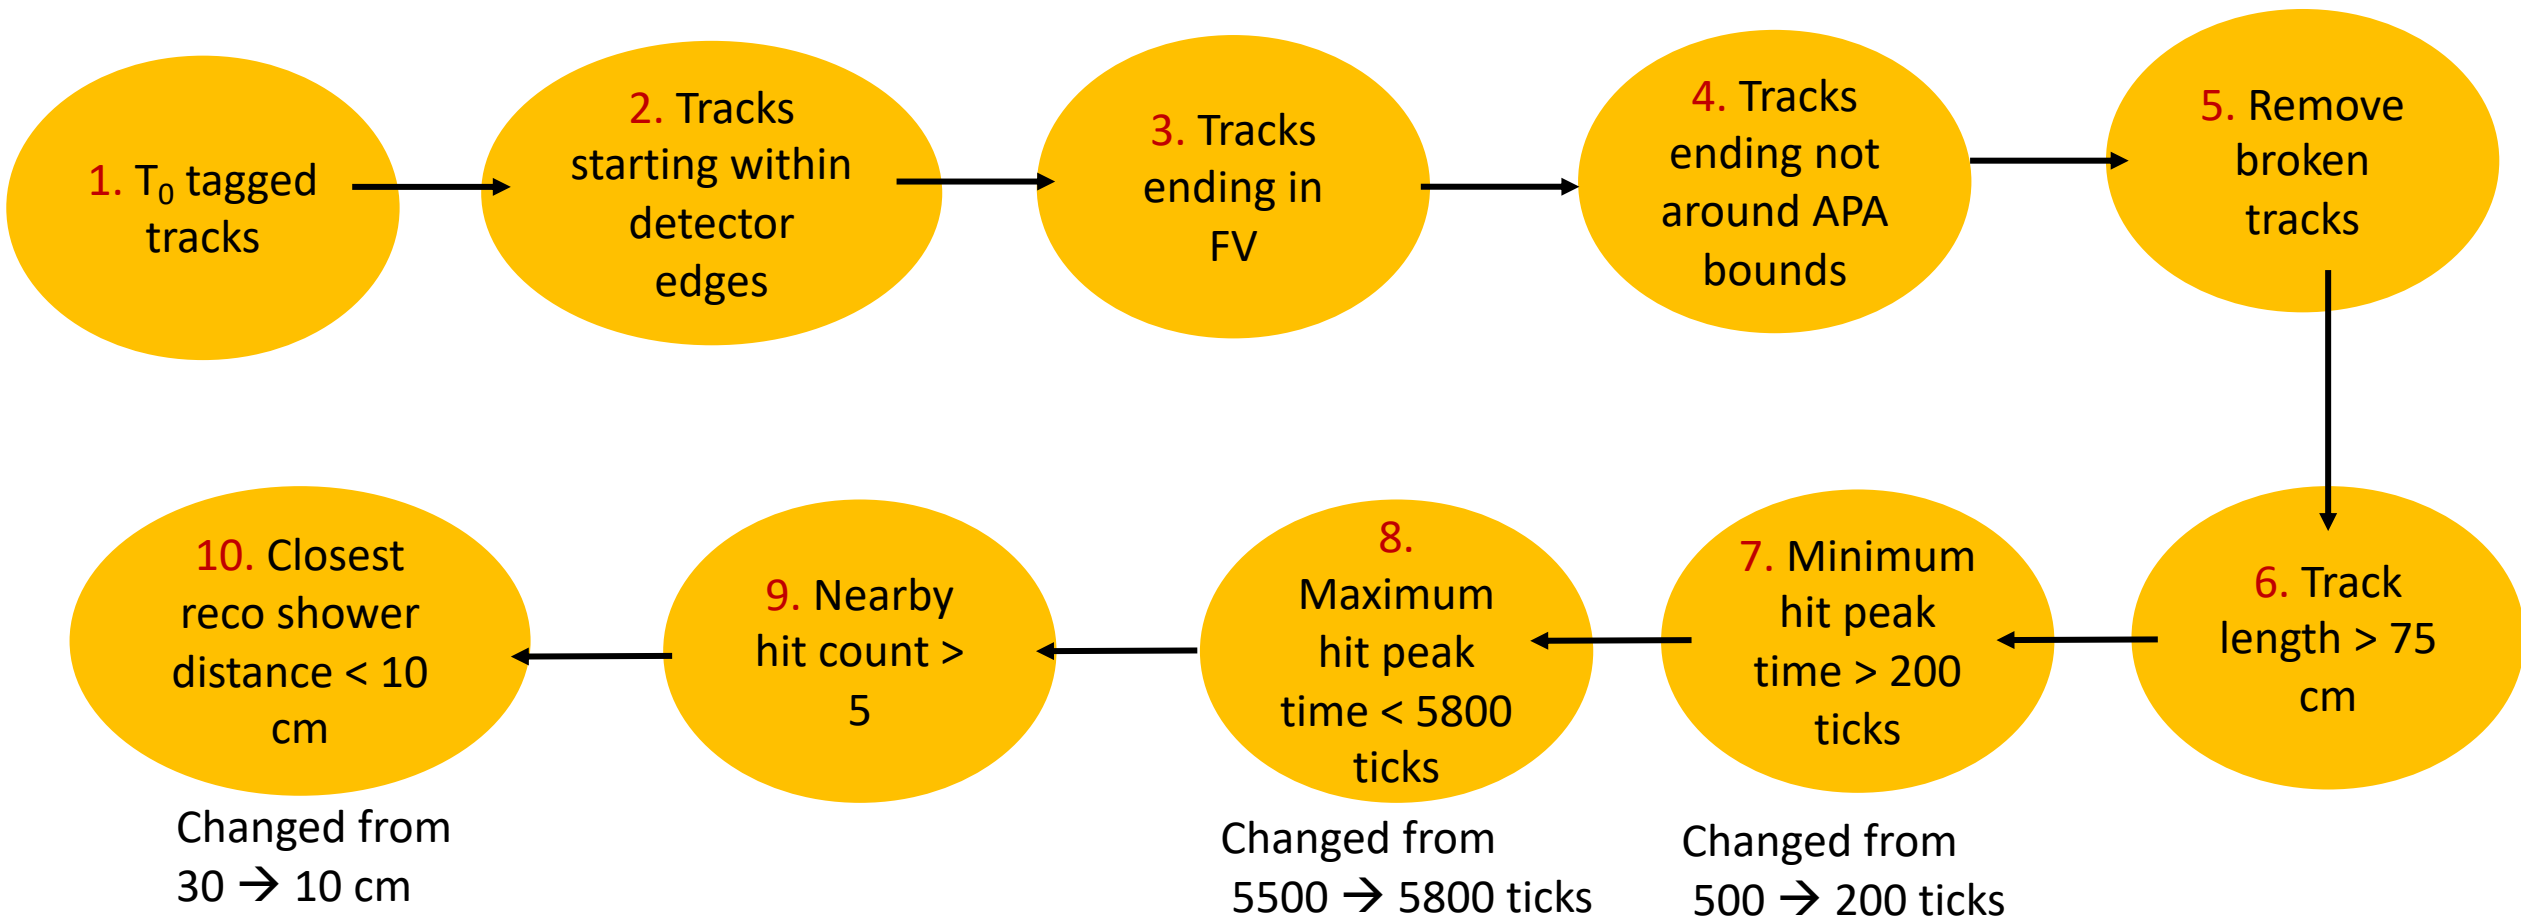 1. T₀ tagged
tracks
2. Tracks
starting within
detector
edges
3. Tracks
ending in
FV
4. Tracks
ending not
around APA
bounds
5. Remove
broken
tracks
6. Track
length > 75
cm
7. Minimum
hit peak
time > 200
ticks
8.
Maximum
hit peak
time < 5800
ticks
9. Nearby
hit count >
5
10. Closest
reco shower
distance < 10
cm
Changed from
500 → 200 ticks
Changed from
5500 → 5800 ticks
Changed from
30 → 10 cm